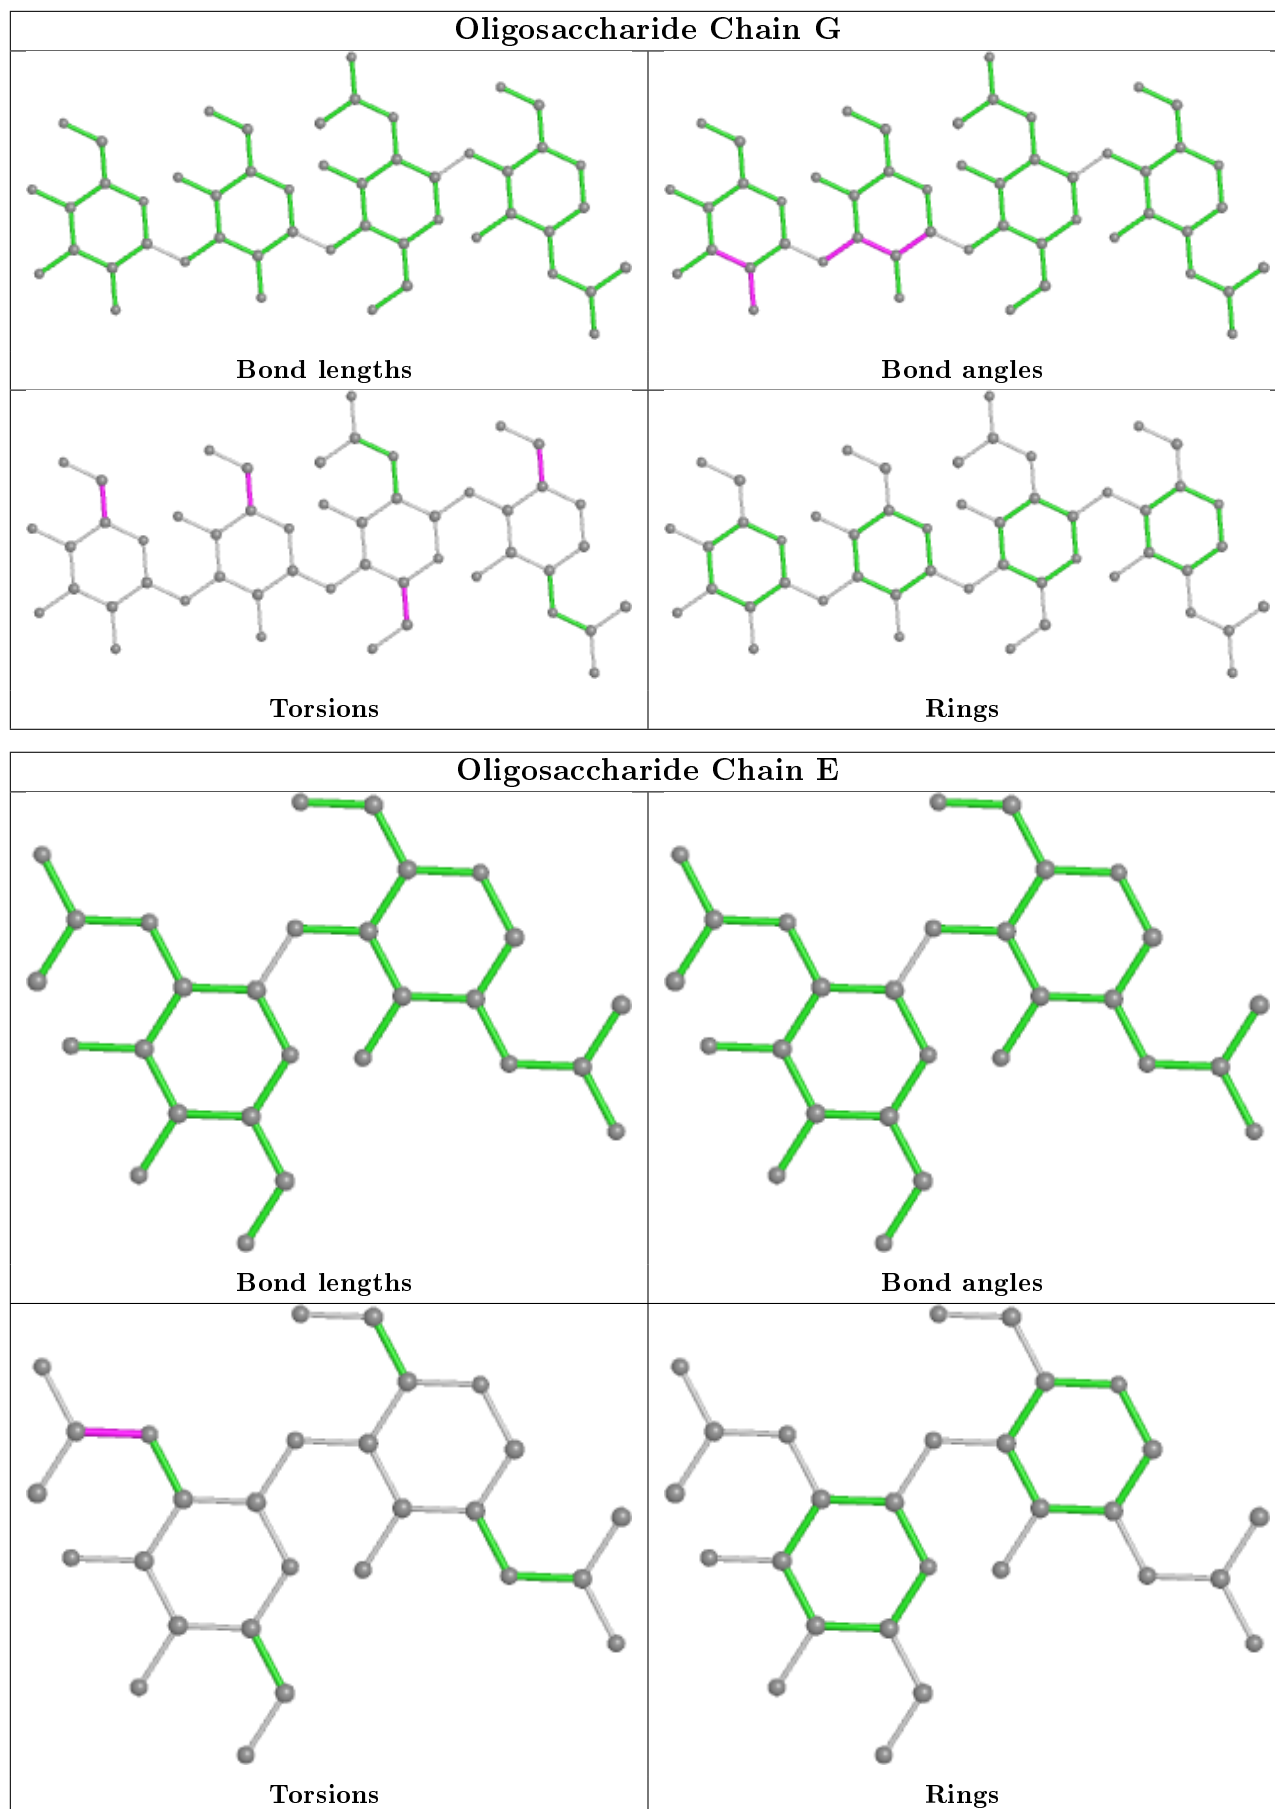 Oligosaccharide Chain G
Bond lengths
Bond angles
Torsions
Rings
Oligosaccharide Chain E
Bond lengths
Bond angles
Torsions
Rings